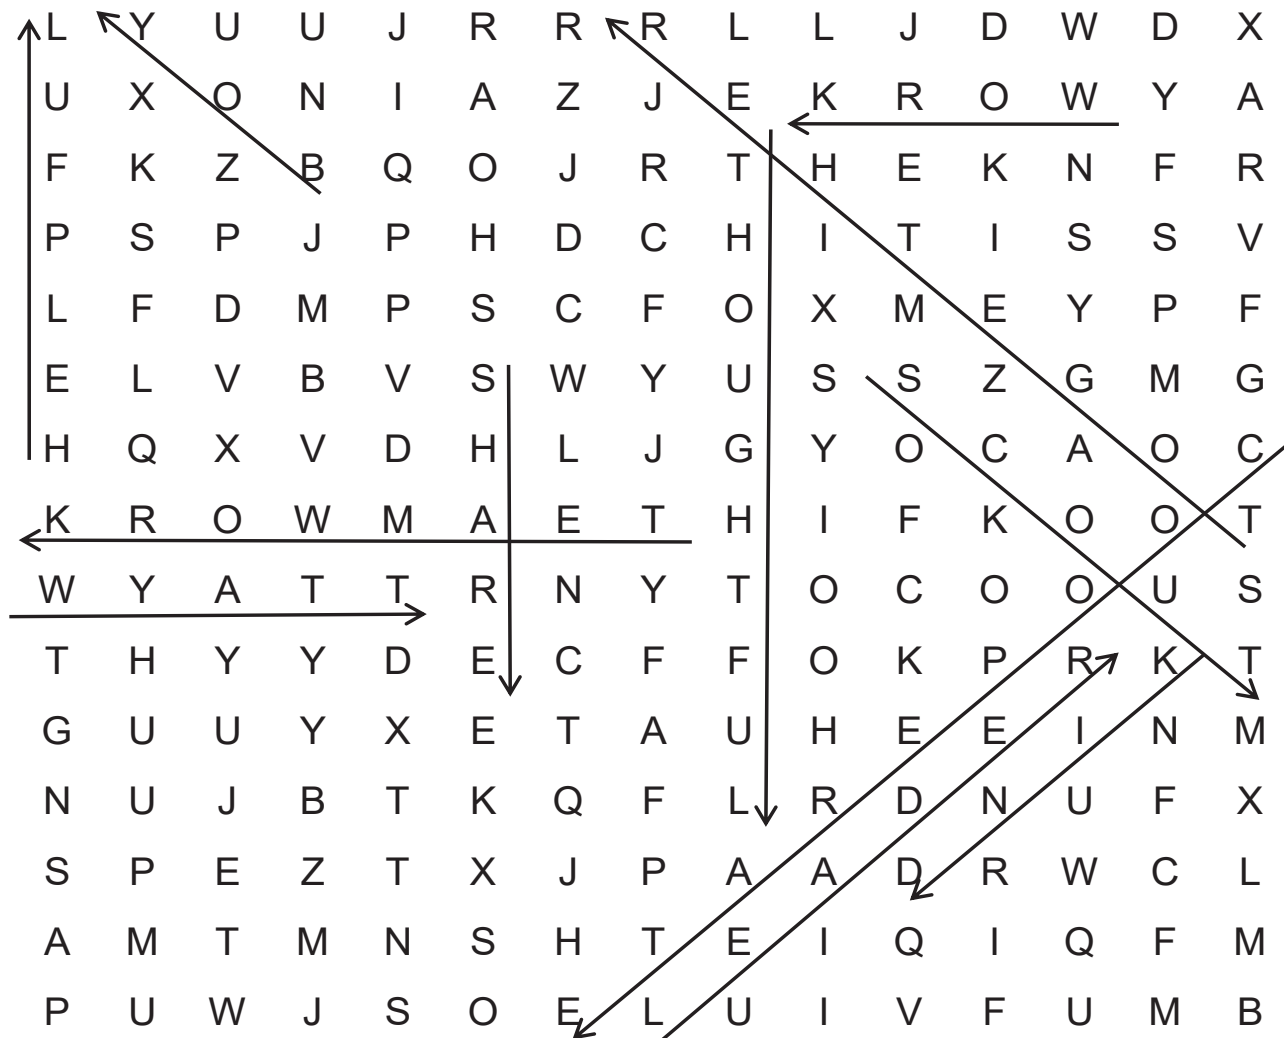 L Y U U J R R R L L J D W D X
U X O N I A Z J E K R O W Y A
F K Z B Q O J R T H E K N F R
P S P J P H D C H I T I S S V
L F D M P S C F O X M E Y P F
E L V B V S W Y U S S Z G M G
H Q X V D H L J G Y O C A O C
K R O W M A E T H I F K O O T
W Y A T T R N Y T O C O O U S
T H Y Y D E C F F O K P R K T
G U U Y X E T A U H E E I N M
N U J B T K Q F L R D N U F X
S P E Z T X J P A A D R W C L
A M T M N S H T E I Q I Q F M
P U W J S O E L U I V F U M B